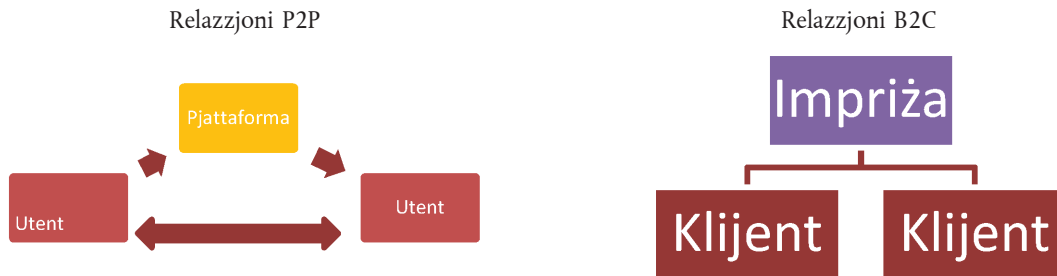 Relazzjoni P2P
Pjattaforma
Utent
Utent
Relazzjoni B2C
Impriża
Klijent
Klijent